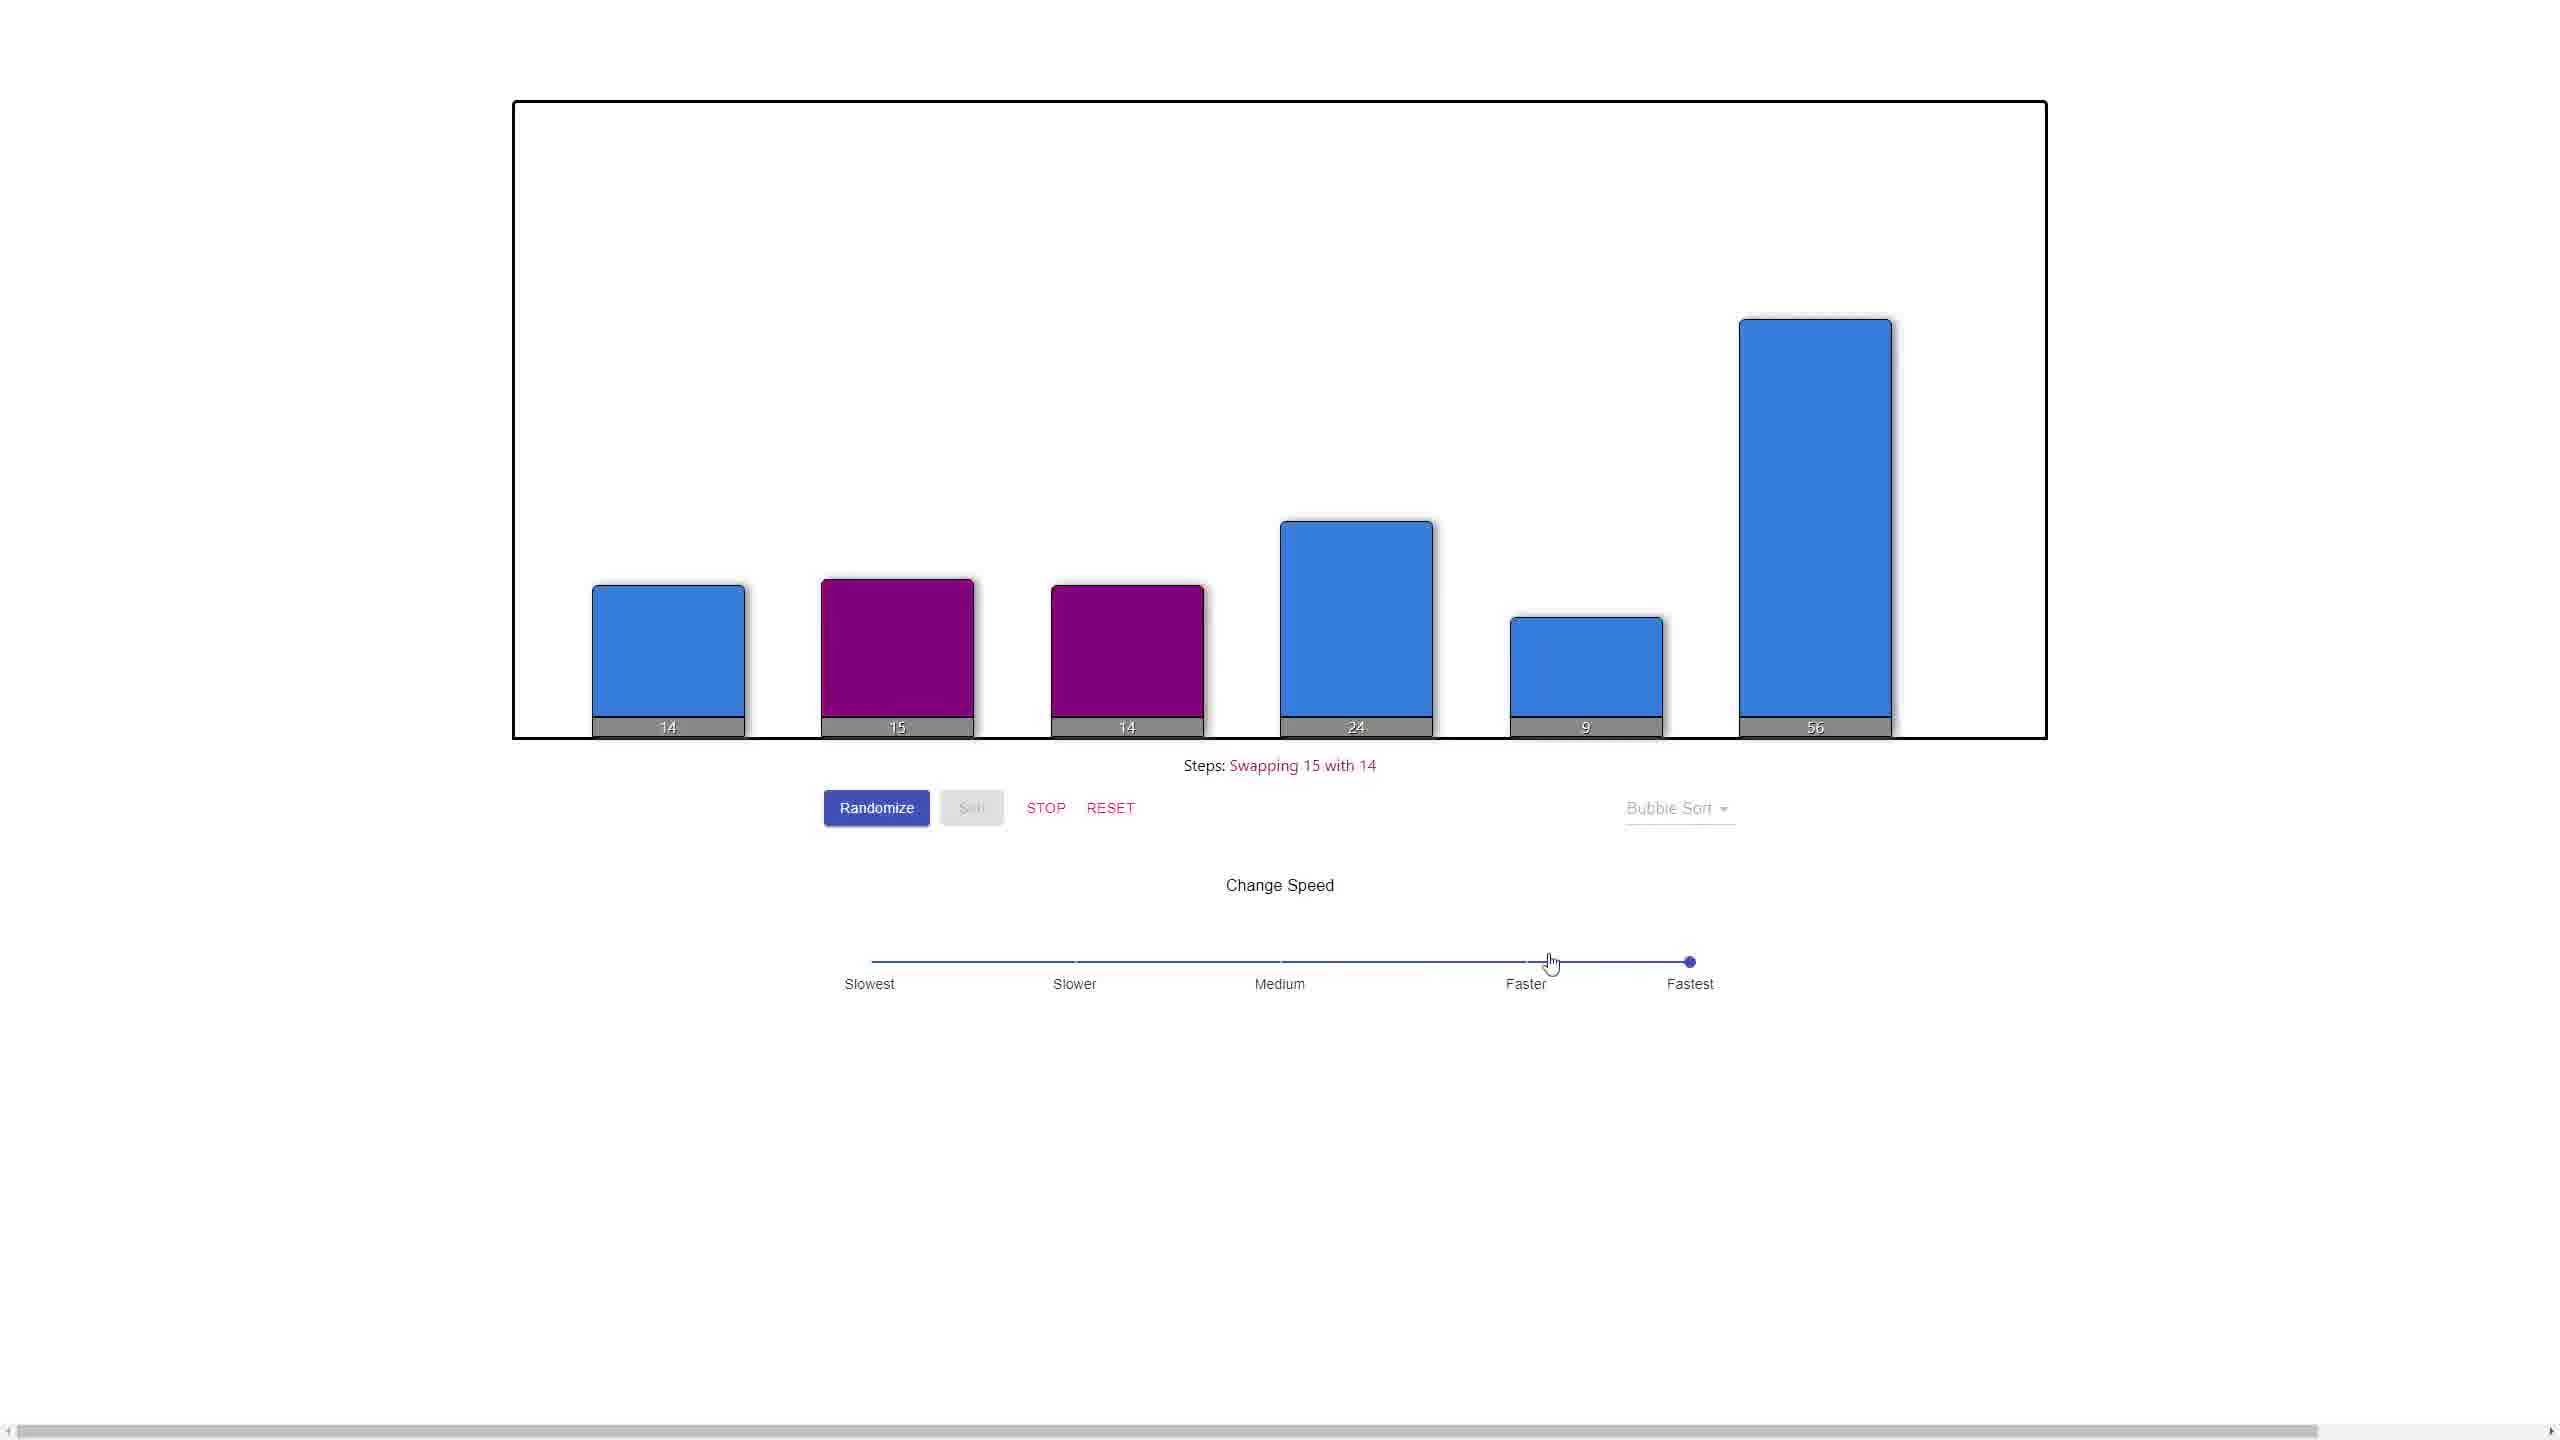 14 15 14 24 9 56
Steps: Swapping 15 with 14
Randomize Sort STOP RESET Bubble Sort
Change Speed
Slowest Slower Medium Faster Fastest